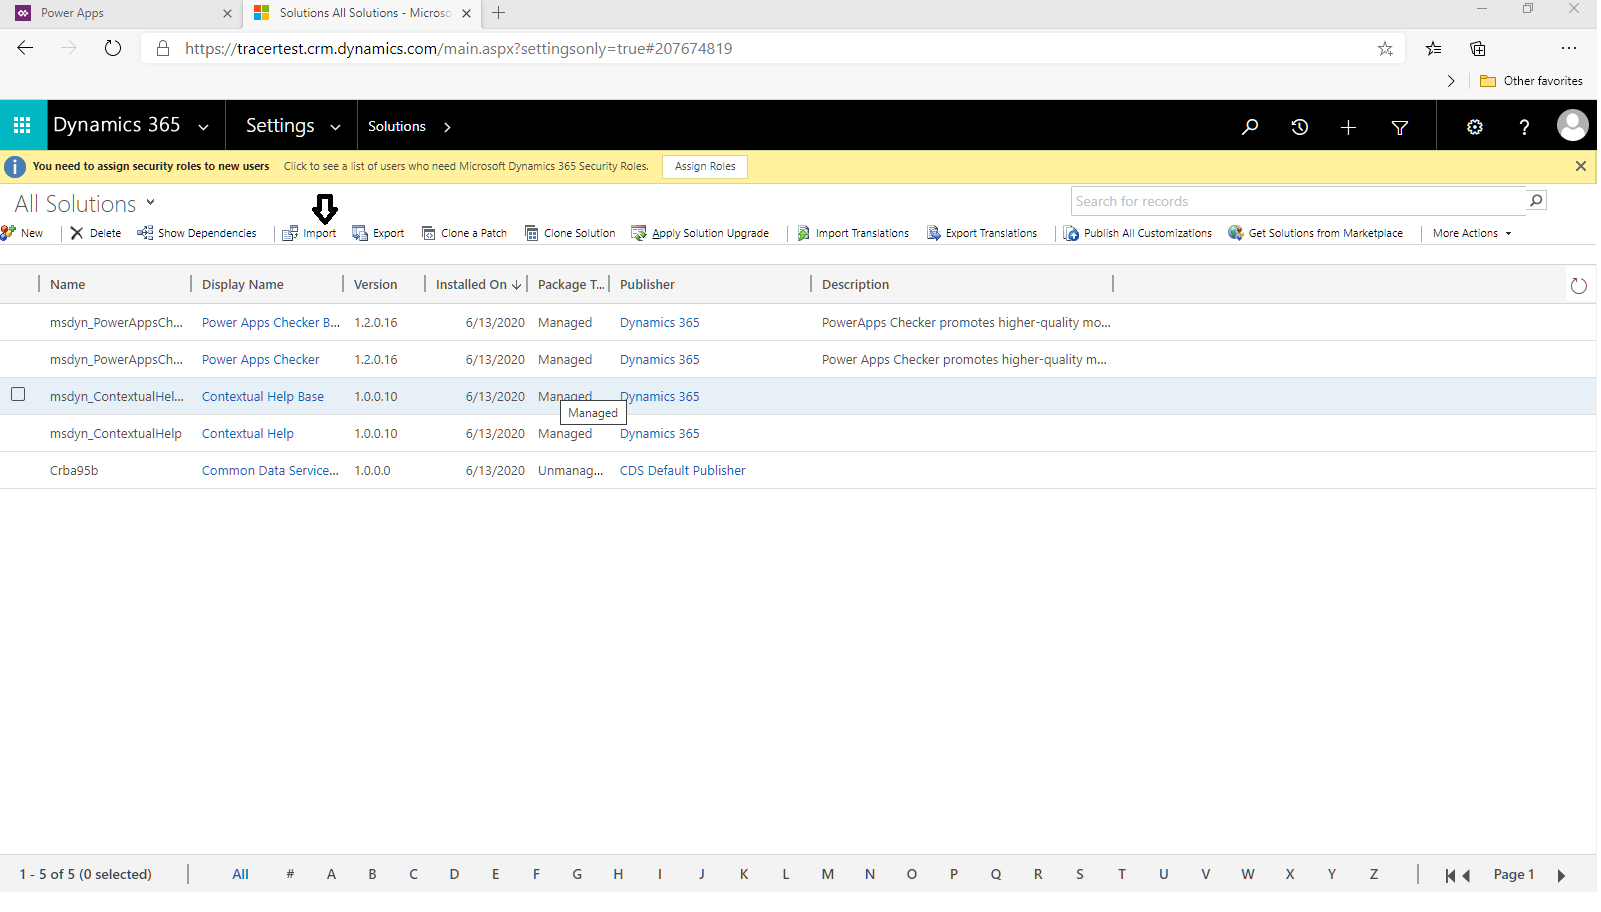 Power Apps
Solutions All Solutions - Microso
https://tracertest.crm.dynamics.com/main.aspx?settingsonly=true#207674819
Other favorites
Dynamics 365 Settings Solutions
You need to assign security roles to new users Click to see a list of users who need Microsoft Dynamics 365 Security Roles. Assign Roles
All Solutions
Search for records
New Delete Show Dependencies Import Export Clone a Patch Clone Solution Apply Solution Upgrade Import Translations Export Translations Publish All Customizations Get Solutions from Marketplace More Actions
Name Display Name Version Installed On Package T... Publisher Description
msdyn_PowerAppsCh... Power Apps Checker B... 1.2.0.16 6/13/2020 Managed Dynamics 365 PowerApps Checker promotes higher-quality mo...
msdyn_PowerAppsCh... Power Apps Checker 1.2.0.16 6/13/2020 Managed Dynamics 365 Power Apps Checker promotes higher-quality m...
msdyn_ContextualHel... Contextual Help Base 1.0.0.10 6/13/2020 Managed Dynamics 365
Managed
msdyn_ContextualHelp Contextual Help 1.0.0.10 6/13/2020 Managed Dynamics 365
Crba95b Common Data Service... 1.0.0.0 6/13/2020 Unmanag... CDS Default Publisher
1 - 5 of 5 (0 selected) All # A B C D E F G H I J K L M N O P Q R S T U V W X Y Z Page 1